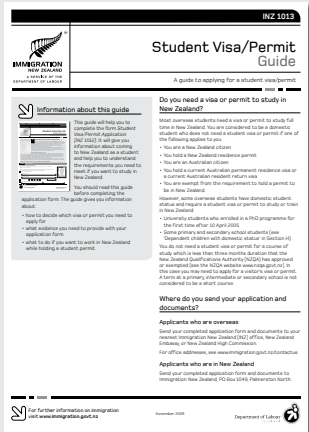 INZ 1013
IMMIGRATION
NEW ZEALAND
A SERVICE OF THE
DEPARTMENT OF LABOUR
Student Visa/Permit
Guide
A guide to applying for a student visa/permit
Information about this guide
This guide will help you to
complete the form Student
Visa/Permit Application
(INZ 1012). It will give you
information about coming
to New Zealand as a student
and help you to understand
the requirements you need to
meet if you want to study in
New Zealand.
You should read the guide
before completing the
application form. The guide gives you information
about:
• how to decide which visa or permit you need to
apply for
• what evidence you need to provide with your
application form
• what to do if you want to work in New Zealand
while holding a student permit.
Do you need a visa or permit to study in
New Zealand?
Most overseas students need a visa or permit to study full
time in New Zealand. You are considered to be a domestic
student who does not need a student visa or permit if one of
the following applies to you:
• You are a New Zealand citizen
• You hold a New Zealand residence permit
• You are an Australian citizen
• You hold a current Australian permanent residence visa or
a current Australian resident return visa
• You are exempt from the requirement to hold a permit to
be in New Zealand.
However, some overseas students have domestic student
status and require a student visa or permit to study or train
in New Zealand:
• University students enrolled in a PhD programme for
the first time after 19 April 2005
• Some primary and secondary school students (see
'Dependent children with domestic status' in Section H)
You do not need a student visa or permit for a course of
study which is less than three months duration that the
New Zealand Qualifications Authority (NZQA) has approved
or exempted (see the NZQA website www.nzqa.govt.nz). In
this case you may need to apply for a visitor's visa or permit.
A term at a primary, intermediate or secondary school is not
considered to be a short course.
Where do you send your application and
documents?
Applicants who are overseas
Send your completed application form and documents to your
nearest Immigration New Zealand (INZ) office, New Zealand
Embassy, or New Zealand High Commission.
For office addresses, see www.immigration.govt.nz/contactus
Applicants who are in New Zealand
Send your completed application form and documents to
Immigration New Zealand, PO Box 1049, Palmerston North
For further information on immigration
visit www.immigration.govt.nz
November 2009
Department of Labour